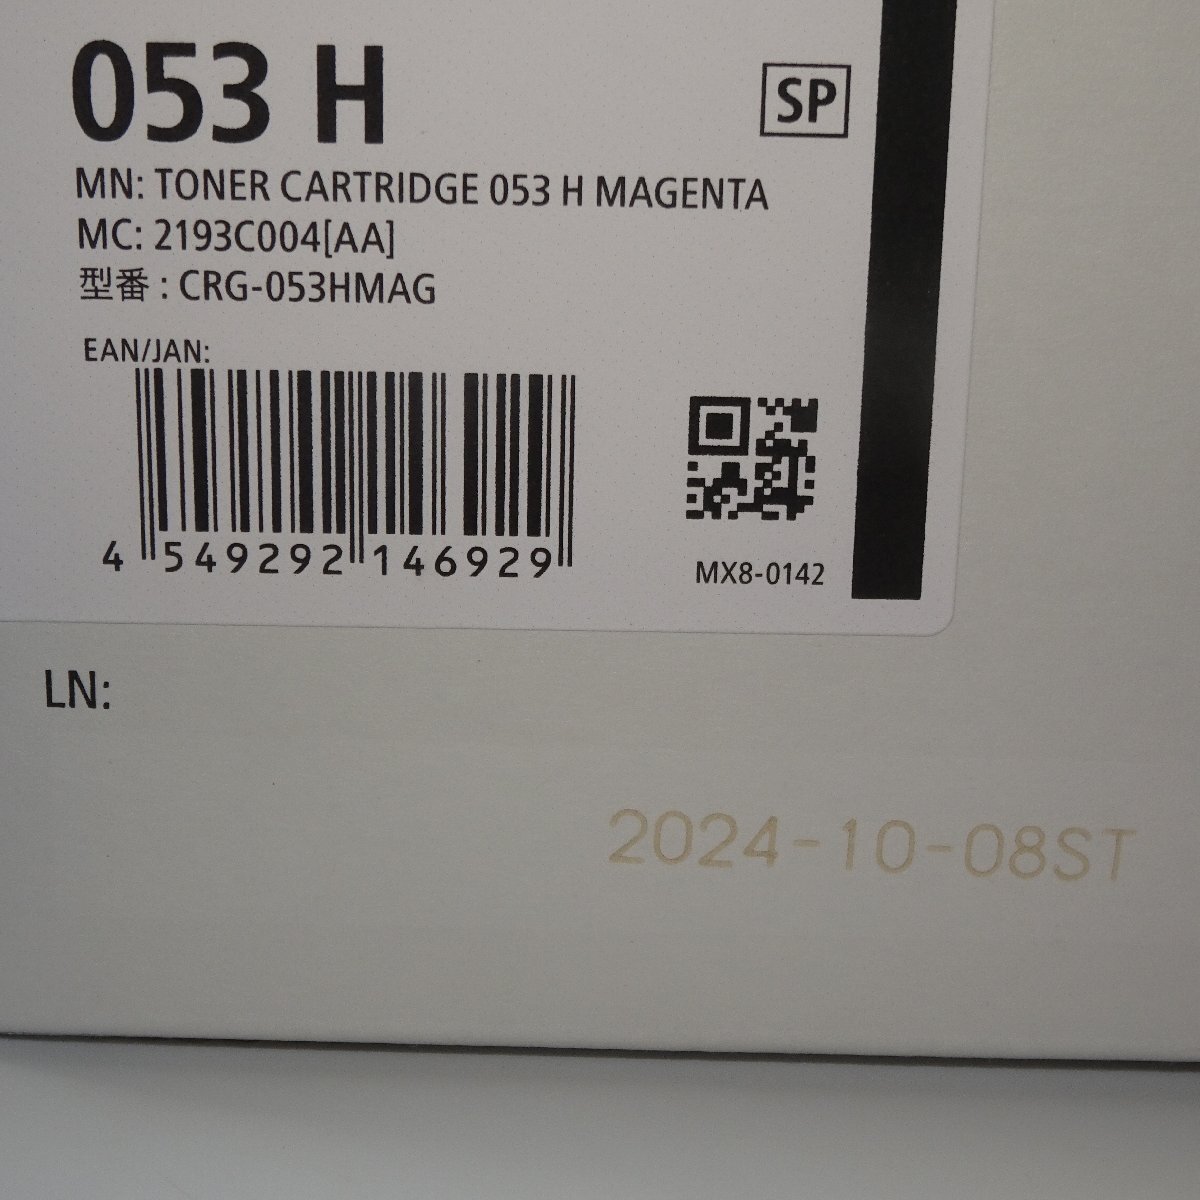 053 H
SP
MN: TONER CARTRIDGE 053 H MAGENTA
MC: 2193C004[AA]
型番 : CRG-053HMAG
EAN/JAN:
4 549292 146929
MX8-0142
LN:
2024-10-08ST